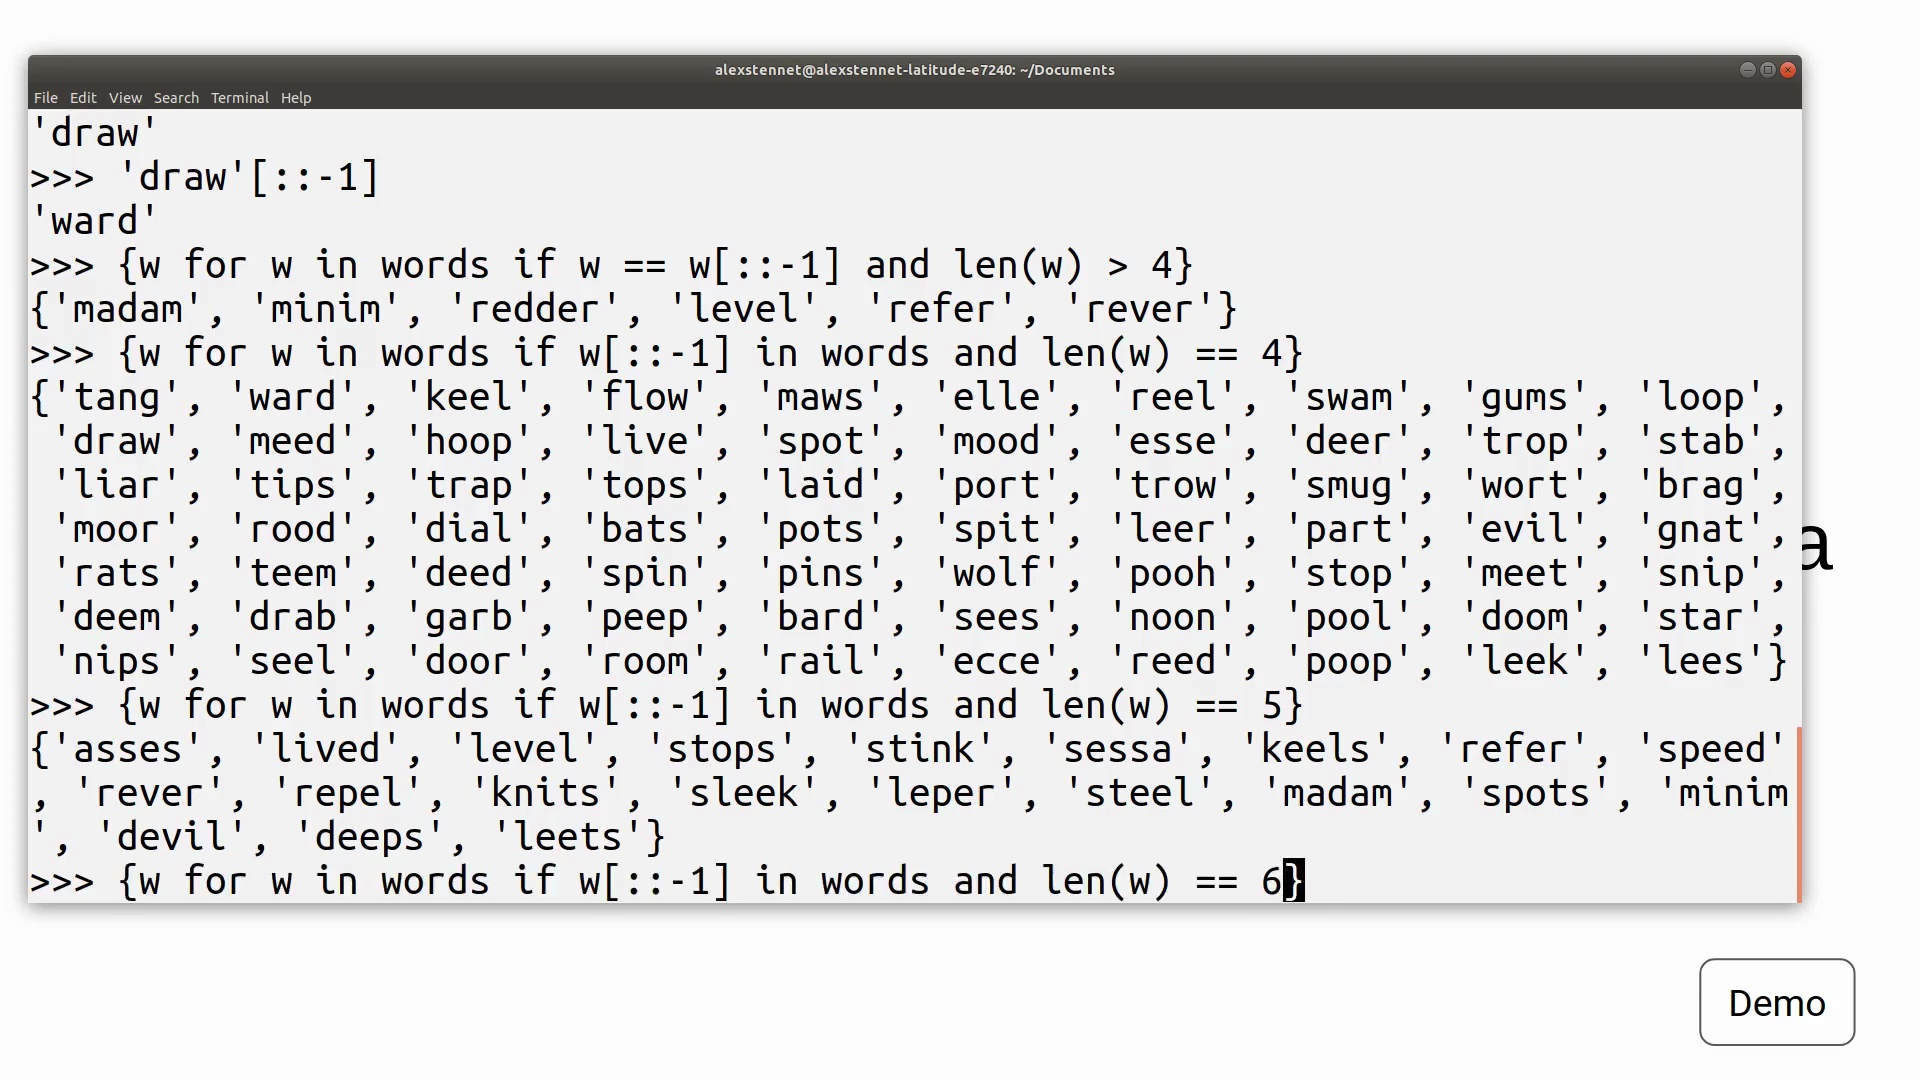 alexstennet@alexstennet-latitude-e7240: ~/Documents
File Edit View Search Terminal Help
'draw'
>>> 'draw'[::-1]
'ward'
>>> {w for w in words if w == w[::-1] and len(w) > 4}
{'madam', 'minim', 'redder', 'level', 'refer', 'rever'}
>>> {w for w in words if w[::-1] in words and len(w) == 4}
{'tang', 'ward', 'keel', 'flow', 'maws', 'elle', 'reel', 'swam', 'gums', 'loop',
'draw', 'meed', 'hoop', 'live', 'spot', 'mood', 'esse', 'deer', 'trop', 'stab',
'liar', 'tips', 'trap', 'tops', 'laid', 'port', 'trow', 'smug', 'wort', 'brag',
'moor', 'rood', 'dial', 'bats', 'pots', 'spit', 'leer', 'part', 'evil', 'gnat',
'rats', 'teem', 'deed', 'spin', 'pins', 'wolf', 'pooh', 'stop', 'meet', 'snip',
'deem', 'drab', 'garb', 'peep', 'bard', 'sees', 'noon', 'pool', 'doom', 'star',
'nips', 'seel', 'door', 'room', 'rail', 'ecce', 'reed', 'poop', 'leek', 'lees'}
>>> {w for w in words if w[::-1] in words and len(w) == 5}
{'asses', 'lived', 'level', 'stops', 'stink', 'sessa', 'keels', 'refer', 'speed'
, 'rever', 'repel', 'knits', 'sleek', 'leper', 'steel', 'madam', 'spots', 'minim
', 'devil', 'deeps', 'leets'}
>>> {w for w in words if w[::-1] in words and len(w) == 6}
a
Demo